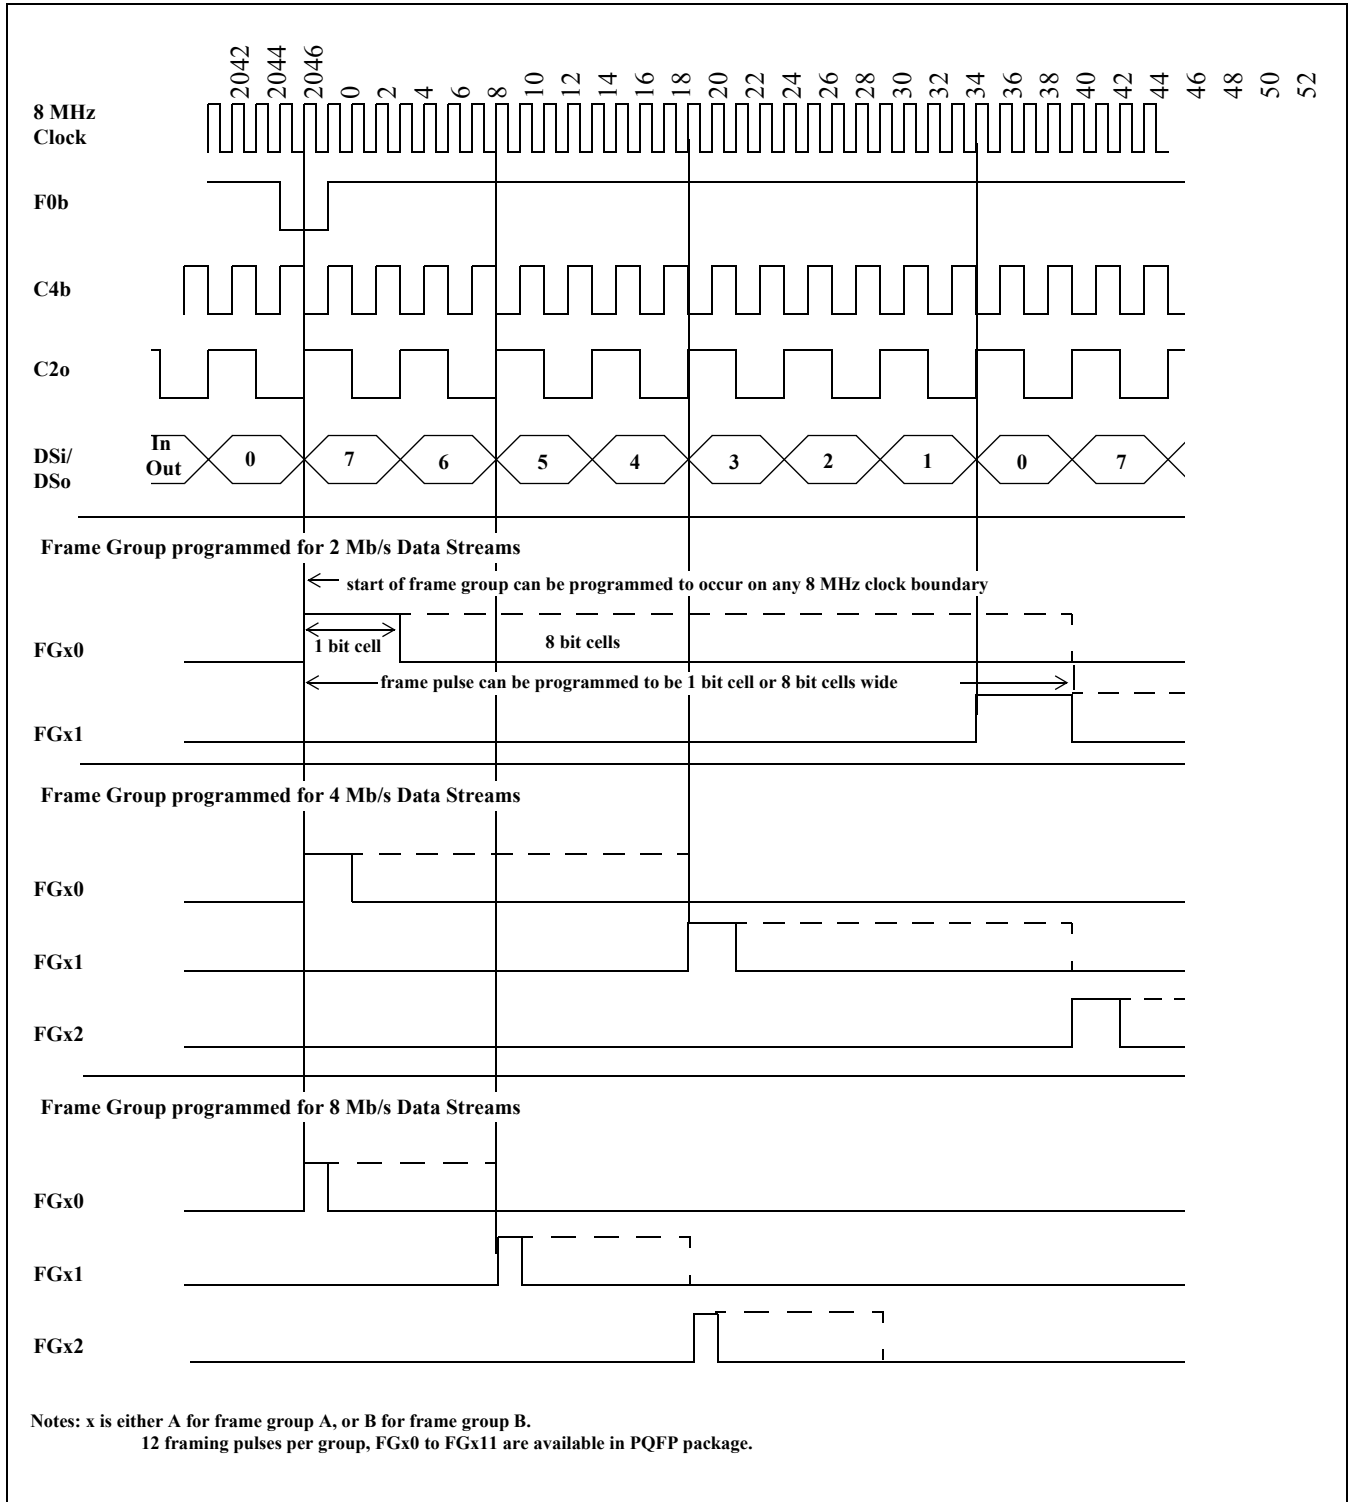 2042 2044 2046 0 2 4 6 8 10 12 14 16 18 20 22 24 26 28 30 32 34 36 38 40 42 44 46 48 50 52
8 MHz
Clock
F0b
C4b
C2o
DSi/
DSo
In
Out
0 7 6 5 4 3 2 1 0 7
Frame Group programmed for 2 Mb/s Data Streams
start of frame group can be programmed to occur on any 8 MHz clock boundary
FGx0
1 bit cell
8 bit cells
frame pulse can be programmed to be 1 bit cell or 8 bit cells wide
FGx1
Frame Group programmed for 4 Mb/s Data Streams
FGx0
FGx1
FGx2
Frame Group programmed for 8 Mb/s Data Streams
FGx0
FGx1
FGx2
Notes: x is either A for frame group A, or B for frame group B.
12 framing pulses per group, FGx0 to FGx11 are available in PQFP package.